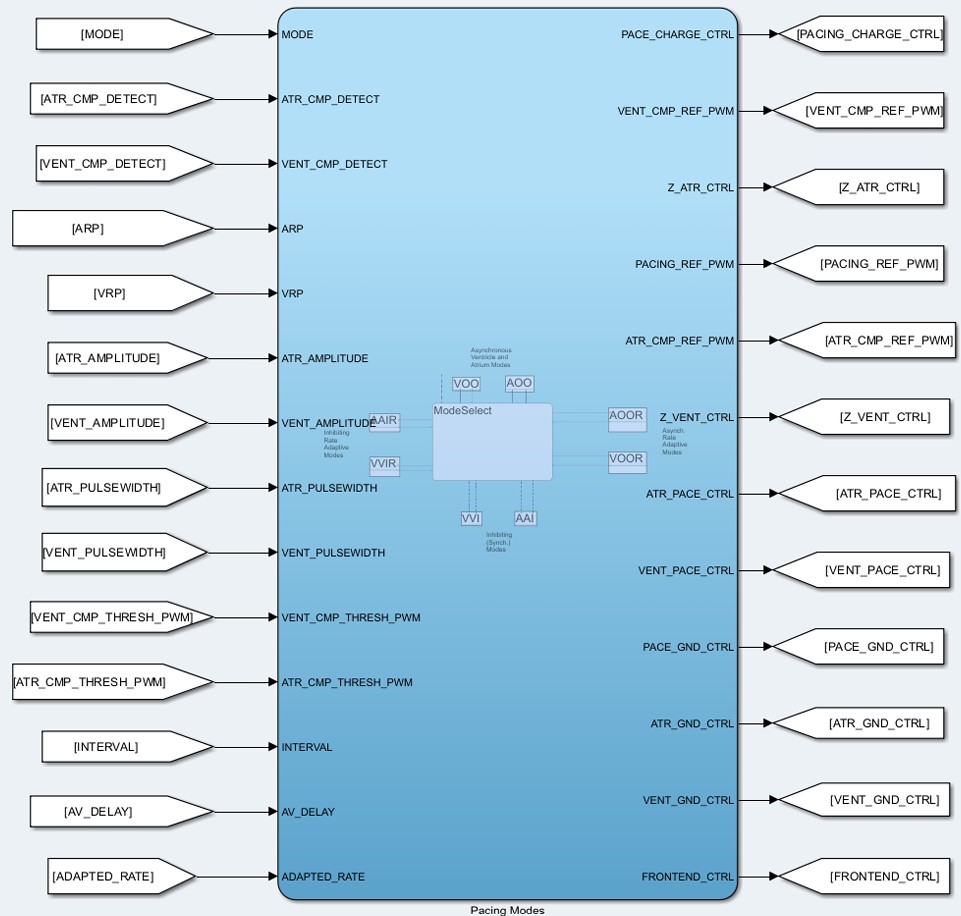 [MODE]
[ATR_CMP_DETECT]
[VENT_CMP_DETECT]
[ARP]
[VRP]
[ATR_AMPLITUDE]
[VENT_AMPLITUDE]
[ATR_PULSEWIDTH]
[VENT_PULSEWIDTH]
[VENT_CMP_THRESH_PWM]
[ATR_CMP_THRESH_PWM]
[INTERVAL]
[AV_DELAY]
[ADAPTED_RATE]
MODE
ATR_CMP_DETECT
VENT_CMP_DETECT
ARP
VRP
ATR_AMPLITUDE
VENT_AMPLITUDE
ATR_PULSEWIDTH
VENT_PULSEWIDTH
VENT_CMP_THRESH_PWM
ATR_CMP_THRESH_PWM
INTERVAL
AV_DELAY
ADAPTED_RATE
Asynchronous
Ventricle and
Atrium Modes
VOO
AOO
ModeSelect
AAIR
Inhibiting
Rate
Adaptive
Modes
VVIR
AOOR
Asynch.
Rate
Adaptive
Modes
VOOR
VVI
AAI
Inhibiting
(Synch.)
Modes
PACE_CHARGE_CTRL
VENT_CMP_REF_PWM
Z_ATR_CTRL
PACING_REF_PWM
ATR_CMP_REF_PWM
Z_VENT_CTRL
ATR_PACE_CTRL
VENT_PACE_CTRL
PACE_GND_CTRL
ATR_GND_CTRL
VENT_GND_CTRL
FRONTEND_CTRL
[PACING_CHARGE_CTRL]
[VENT_CMP_REF_PWM]
[Z_ATR_CTRL]
[PACING_REF_PWM]
[ATR_CMP_REF_PWM]
[Z_VENT_CTRL]
[ATR_PACE_CTRL]
[VENT_PACE_CTRL]
[PACE_GND_CTRL]
[ATR_GND_CTRL]
[VENT_GND_CTRL]
[FRONTEND_CTRL]
Pacing Modes